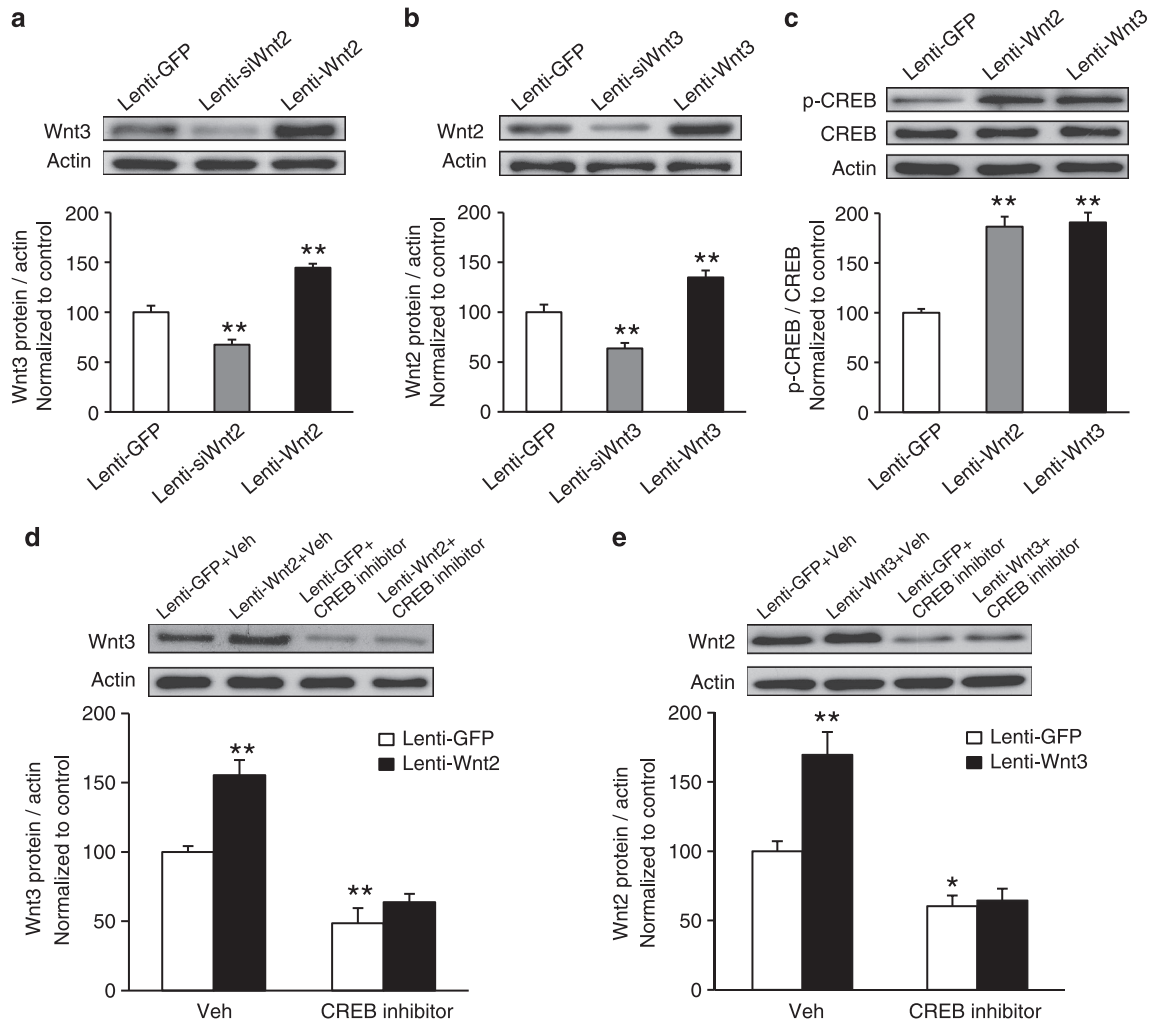 a
Lenti-GFP
Lenti-siWnt2
Lenti-Wnt2
Wnt3
Actin
Wnt3 protein / actin
Normalized to control
200
150
100
50
0
**
**
Lenti-GFP
Lenti-siWnt2
Lenti-Wnt2
b
Lenti-GFP
Lenti-siWnt3
Lenti-Wnt3
Wnt2
Actin
Wnt2 protein / actin
Normalized to control
200
150
100
50
0
**
**
Lenti-GFP
Lenti-siWnt3
Lenti-Wnt3
c
Lenti-GFP
Lenti-Wnt2
Lenti-Wnt3
p-CREB
CREB
Actin
p-CREB / CREB
Normalized to control
200
150
100
50
0
**
**
Lenti-GFP
Lenti-Wnt2
Lenti-Wnt3
d
Lenti-GFP+Veh
Lenti-Wnt2+Veh
Lenti-GFP+
CREB inhibitor
Lenti-Wnt2+
CREB inhibitor
Wnt3
Actin
Wnt3 protein / actin
Normalized to control
200
150
100
50
0
**
**
Lenti-GFP
Lenti-Wnt2
Veh
CREB inhibitor
e
Lenti-GFP+Veh
Lenti-Wnt3+Veh
Lenti-GFP+
CREB inhibitor
Lenti-Wnt3+
CREB inhibitor
Wnt2
Actin
Wnt2 protein / actin
Normalized to control
200
150
100
50
0
**
*
Lenti-GFP
Lenti-Wnt3
Veh
CREB inhibitor